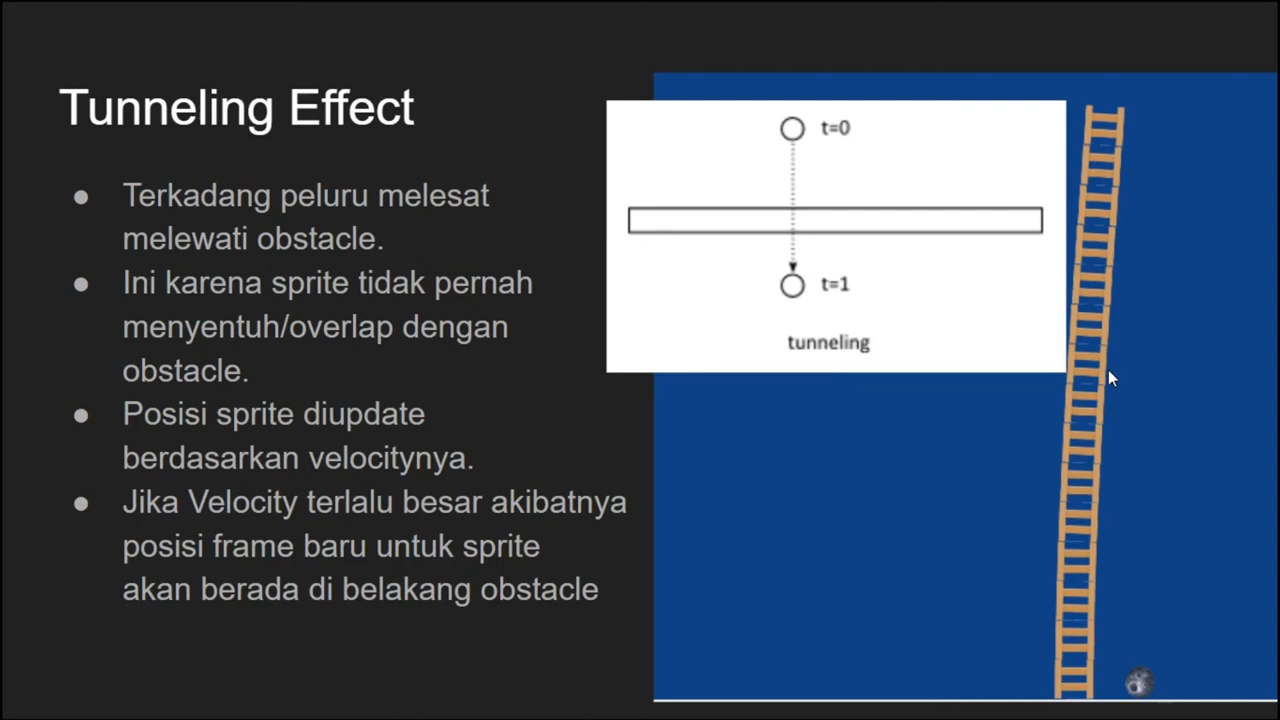 Tunneling Effect
● Terkadang peluru melesat
melewati obstacle.
● Ini karena sprite tidak pernah
menyentuh/overlap dengan
obstacle.
● Posisi sprite diupdate
berdasarkan velocitynya.
● Jika Velocity terlalu besar akibatnya
posisi frame baru untuk sprite
akan berada di belakang obstacle
t=0
t=1
tunneling